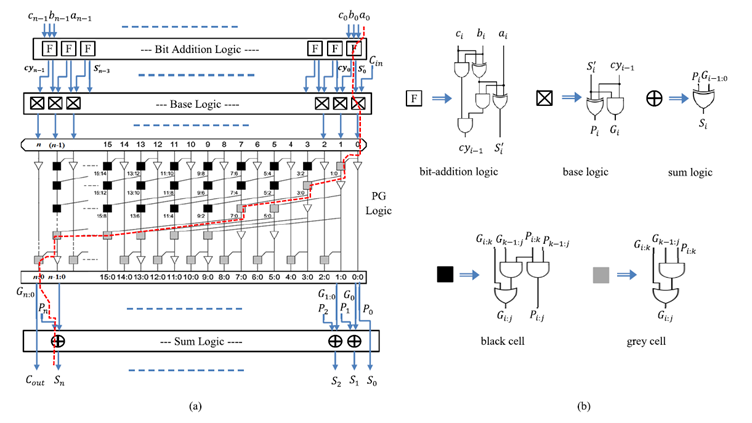 c_{n-1} b_{n-1} a_{n-1}
c_0 b_0 a_0
F F F --- Bit Addition Logic ---- F F F
cy_{n-1} S'_{n-3} cy_0 S'_0 C_{in}
--- Base Logic ----
n (n-1) 15 14 13 12 11 10 9 8 7 6 5 4 3 2 1 0
15:14 13:12 11:10 9:8 7:6 5:4 3:2 1:0
15:12 11:8 9:6 7:4 5:2 3:0
15:8 13:6 11:4 9:2 7:0 5:0
PG
Logic
n:0 n-1:0 15:0 14:0 13:0 12:0 11:0 10:0 9:0 8:0 7:0 6:0 5:0 4:0 3:0 2:0 1:0 0:0
G_{n:0} P_n P_2 G_{1:0} P_1 G_0 P_0
--- Sum Logic ----
C_{out} S_n S_2 S_1 S_0
(a)
c_i b_i a_i
F
cy_{i-1} S'_i
bit-addition logic
S'_i cy_{i-1}
P_i G_i
base logic
P_i G_{i-1:0}
S_i
sum logic
G_{i:k} G_{k-1:j} P_{i:k} P_{k-1:j}
G_{i:j} P_{i:j}
black cell
G_{i:k} G_{k-1:j} P_{i:k}
G_{i:j}
grey cell
(b)